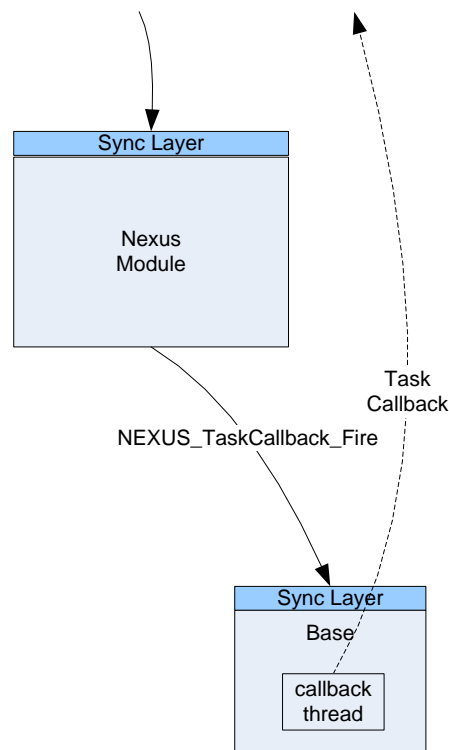 Sync Layer
Nexus
Module
Task
Callback
NEXUS_TaskCallback_Fire
Sync Layer
Base
callback
thread